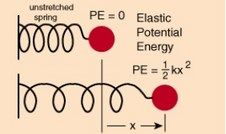 unstretched
spring
PE = 0
Elastic
Potential
Energy
PE = 1/2 kx²
x